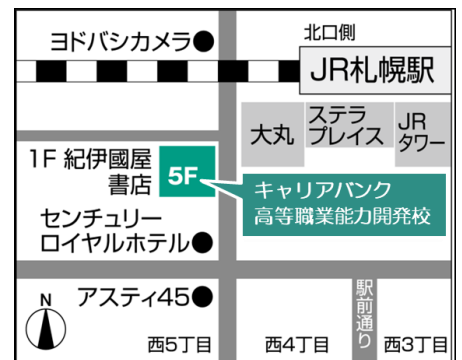 ヨドバシカメラ●
北口側
JR札幌駅
大丸
ステラ
プレイス
JR
タワー
1F 紀伊國屋
書店
5F
キャリアバンク
高等職業能力開発校
センチュリー
ロイヤルホテル●
N
アスティ45●
駅前通り
西5丁目
西4丁目
西3丁目